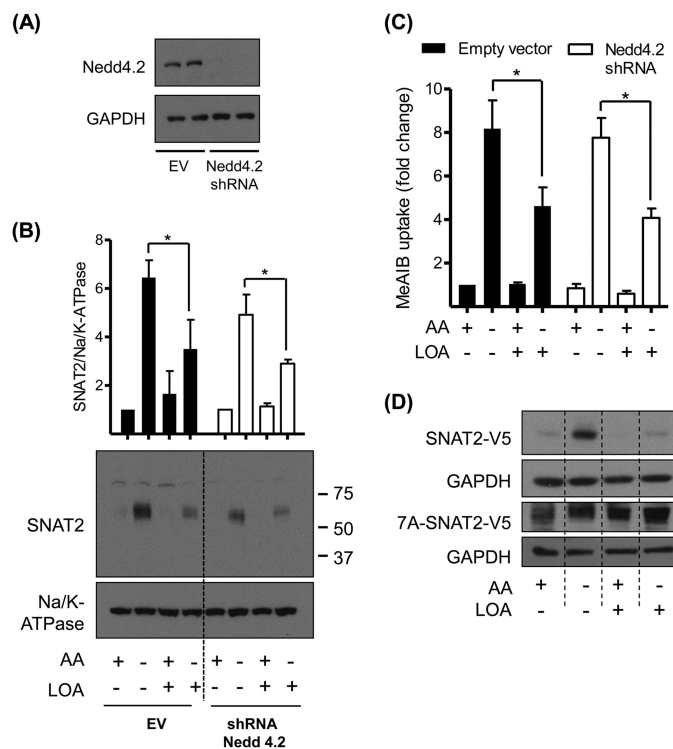 (A)
Nedd4.2
GAPDH
EV Nedd4.2
shRNA
(B)
SNAT2/Na/K-ATPase
8
6
4
2
SNAT2
75
50
37
Na/K-
ATPase
AA + - + - + - + -
LOA - - + + - - + +
EV shRNA
Nedd 4.2
* *
(C)
Empty vector Nedd4.2
shRNA
* *
MeAIB uptake (fold change)
10
8
6
4
2
AA + - + - + - + -
LOA - - + + - - + +
(D)
SNAT2-V5
GAPDH
7A-SNAT2-V5
GAPDH
AA + - + -
LOA - - + +